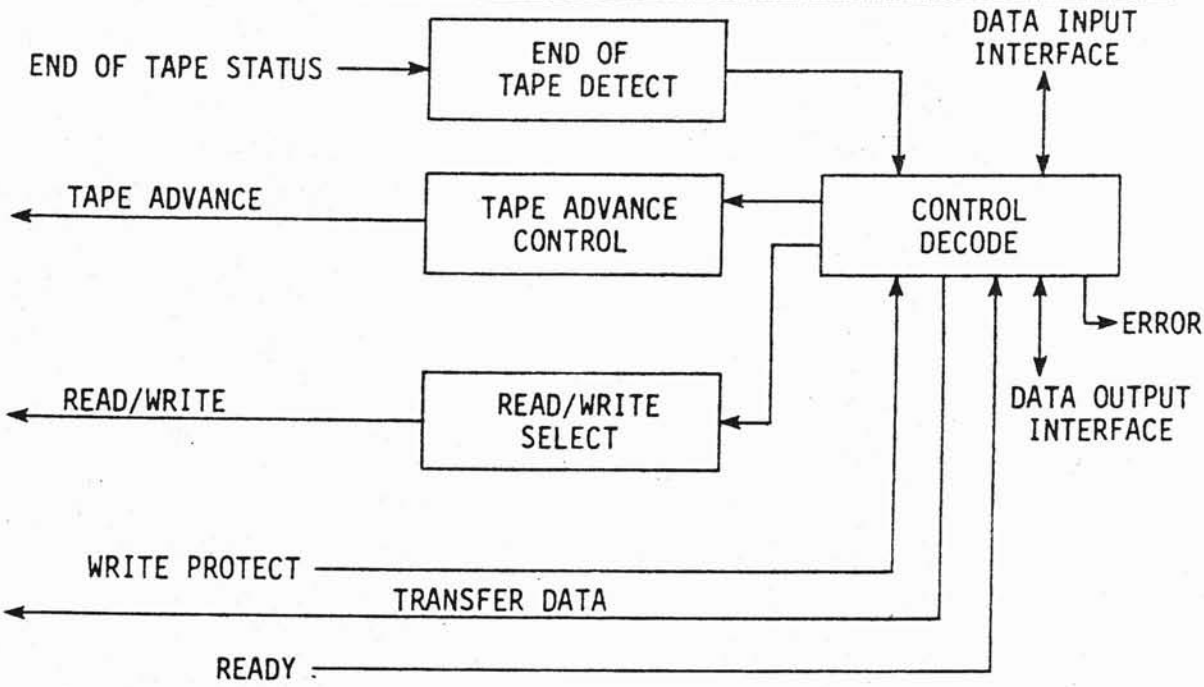 DATA INPUT
INTERFACE
END OF TAPE STATUS
END OF
TAPE DETECT
TAPE ADVANCE
TAPE ADVANCE
CONTROL
CONTROL
DECODE
ERROR
READ/WRITE
READ/WRITE
SELECT
DATA OUTPUT
INTERFACE
WRITE PROTECT
TRANSFER DATA
READY